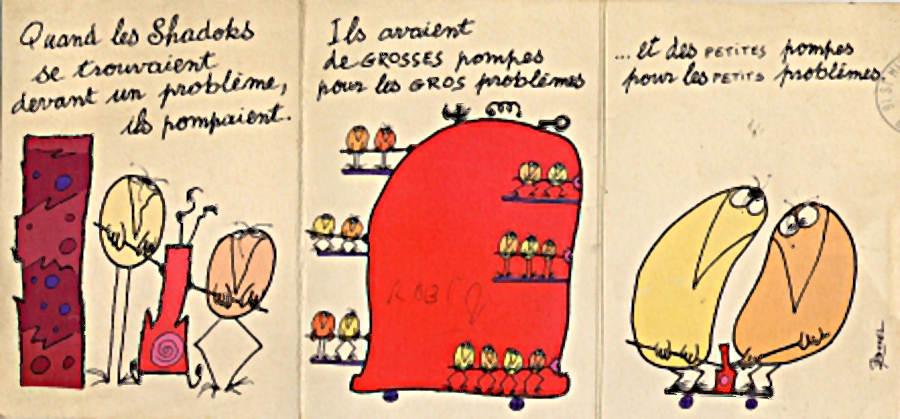 Quand les Shadoks
se trouvaient
devant un problème,
ils pompaient.
Ils avaient
de GROSSES pompes
pour les GROS problèmes
... et des PETITES pompes
pour les PETITS problèmes.